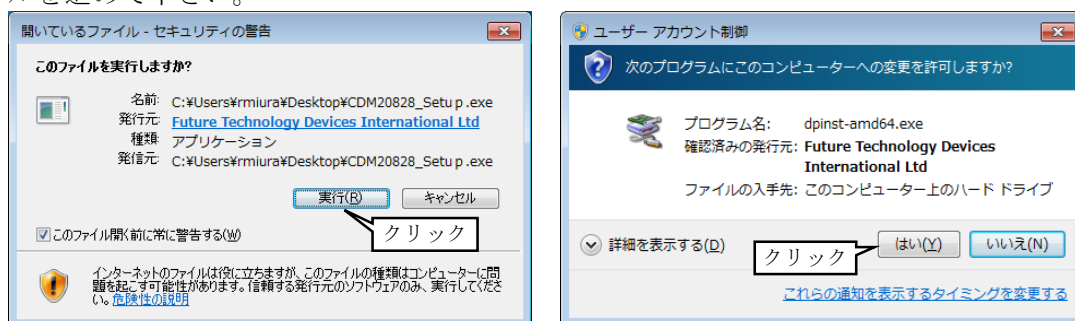 ルを進めて下さい。
開いているファイル - セキュリティの警告
このファイルを実行しますか?
名前: C:¥Users¥rmiura¥Desktop¥CDM20828_Setup.exe
発行元: Future Technology Devices International Ltd
種類: アプリケーション
発信元: C:¥Users¥rmiura¥Desktop¥CDM20828_Setup.exe
実行(R) キャンセル
クリック
このファイル開く前に常に警告する(W)
インターネットのファイルは役に立ちますが、このファイルの種類はコンピューターに問
題を起こす可能性があります。信頼する発行元のソフトウェアのみ、実行してくださ
い。危険性の説明
ユーザー アカウント制御
次のプログラムにこのコンピューターへの変更を許可しますか?
プログラム名: dpinst-amd64.exe
確認済みの発行元: Future Technology Devices
International Ltd
ファイルの入手先: このコンピューター上のハード ドライブ
詳細を表示する(D)
クリック
はい(Y) いいえ(N)
これらの通知を表示するタイミングを変更する